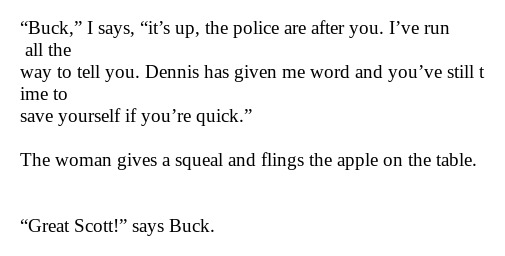 “Buck,” I says, “it’s up, the police are after you. I’ve run
all the
way to tell you. Dennis has given me word and you’ve still t
ime to
save yourself if you’re quick.”
The woman gives a squeal and flings the apple on the table.
“Great Scott!” says Buck.